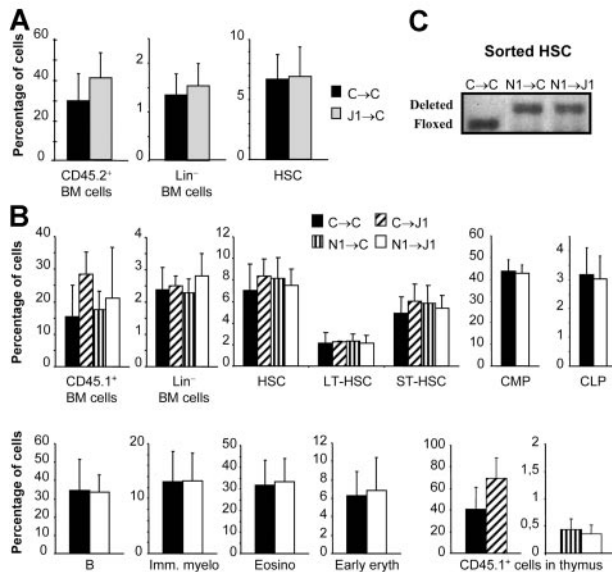 A
Percentage of cells
60
40
20
0
CD45.2⁺
BM cells
2
1
0
Lin⁻
BM cells
10
5
0
HSC
C→C
J1→C
C
Sorted HSC
C→C N1→C N1→J1
Deleted
Floxed
B
C→C C→J1
N1→C N1→J1
Percentage of cells
40
30
20
10
0
CD45.1⁺
BM cells
4
3
2
1
0
Lin⁻
BM cells
12
10
8
6
4
2
0
HSC LT-HSC ST-HSC
60
50
40
30
20
10
0
CMP
5
4
3
2
1
0
CLP
Percentage of cells
60
50
40
30
20
10
0
B
20
10
0
Imm. myelo
50
40
30
20
10
0
Eosino
12
10
8
6
4
2
0
Early eryth
100
80
60
40
20
0
2
1,5
1
0,5
0
CD45.1⁺ cells in thymus